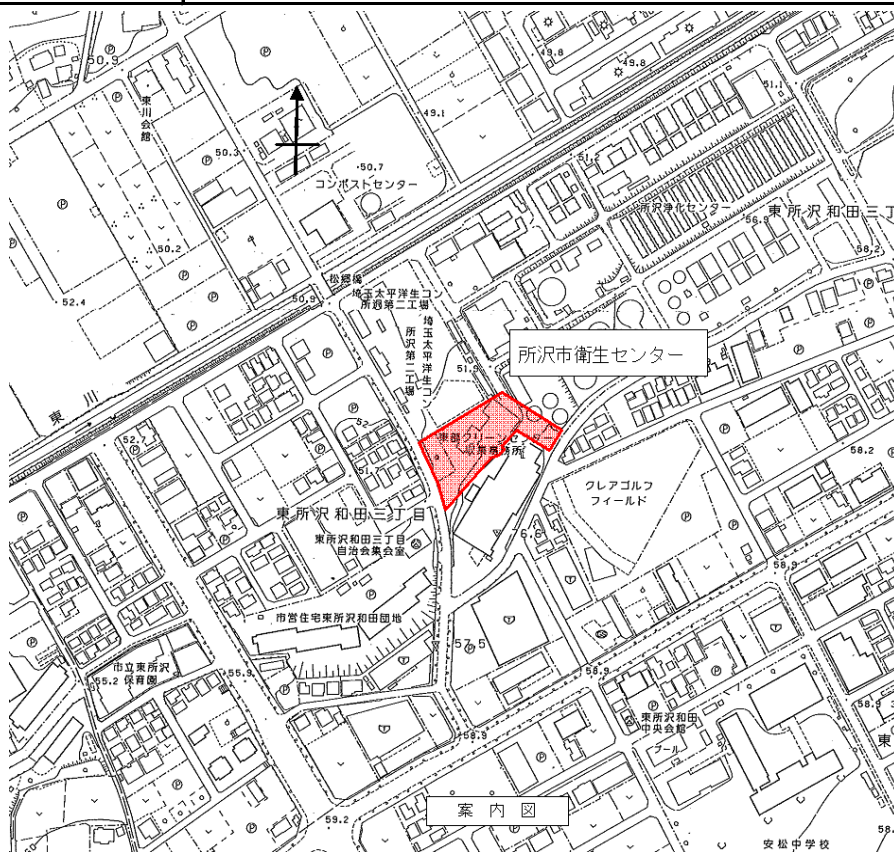 50.9
東川会館
50.3
49.1
・50.7
コンポストセンター
50.2
52.4
49.8
49.8
51.1
51.2
所沢浄化センター
東所沢和田三丁
56.9
58.2
松郷橋
50.9
埼玉太平洋生コン
所沢第二工場
埼玉太平洋生コン
所沢第二工場
51.9
所沢市衛生センター
東川
52.7
52
51.7
東部クリーンセンター
収集事務所
58.2
クレアゴルフ
フィールド
東所沢和田三丁目
東所沢和田三丁目
自治会集会室
市営住宅東所沢和田団地
57.5
58.9
58.9
市立東所沢
保育園
55.2
55.9
58.9
東所沢和田
中央会館
プール
58.9
東
59.2
案内図
安松中学校
58.